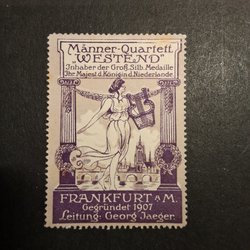 Männer-Quartett
"WESTEND"
Inhaber der Groß. Silb. Medaille
Ihr. Majest d. Königin d. Niederlande
FRANKFURT a M.
Gegründet 1907
Leitung: Georg Jaeger.